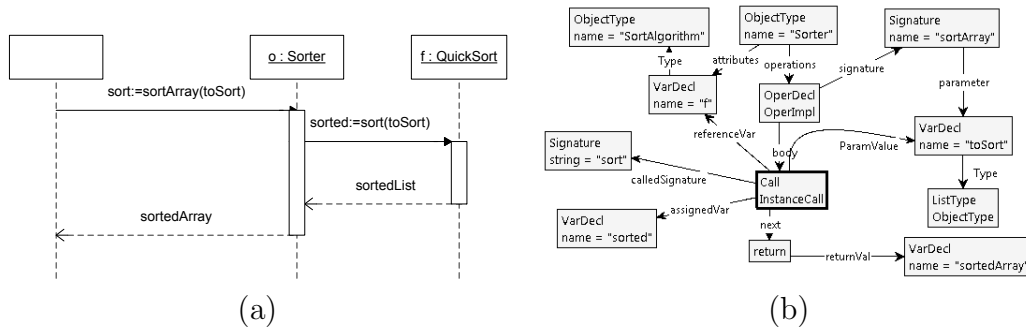 o : Sorter
f : QuickSort
sort:=sortArray(toSort)
sorted:=sort(toSort)
sortedList
sortedArray
(a)
ObjectType
name = "SortAlgorithm"
ObjectType
name = "Sorter"
Signature
name = "sortArray"
Type
attributes
operations
signature
parameter
VarDecl
name = "f"
OperDecl
OperImpl
referenceVar
body
ParamValue
VarDecl
name = "toSort"
Signature
string = "sort"
calledSignature
Call
InstanceCall
Type
ListType
ObjectType
assignedVar
VarDecl
name = "sorted"
next
return
returnVal
VarDecl
name = "sortedArray"
(b)